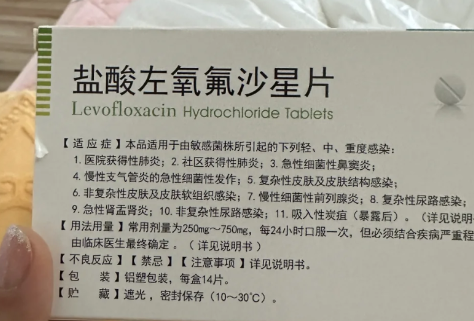 盐酸左氧氟沙星片
Levofloxacin Hydrochloride Tablets
【适应症】本品适用于由敏感菌株所引起的下列轻、中、重度感染：
1. 医院获得性肺炎；2. 社区获得性肺炎；3. 急性细菌性鼻窦炎；
4. 慢性支气管炎的急性细菌性发作；5. 复杂性皮肤及皮肤结构感染；
6. 非复杂性皮肤及皮肤软组织感染；7. 慢性细菌性前列腺炎；8. 复杂性尿路感染；
9. 急性肾盂肾炎；10. 非复杂性尿路感染；11. 吸入性炭疽（暴露后）。（详见说明
【用法用量】常用剂量为250mg～750mg，每24小时口服一次，但必须结合疾病严重程
由临床医生最终确定。（详见说明书）
【不良反应】【禁忌】【注意事项】详见说明书。
【包　装】铝塑包装，每盒14片。
【贮　藏】遮光，密封保存（10～30℃）。